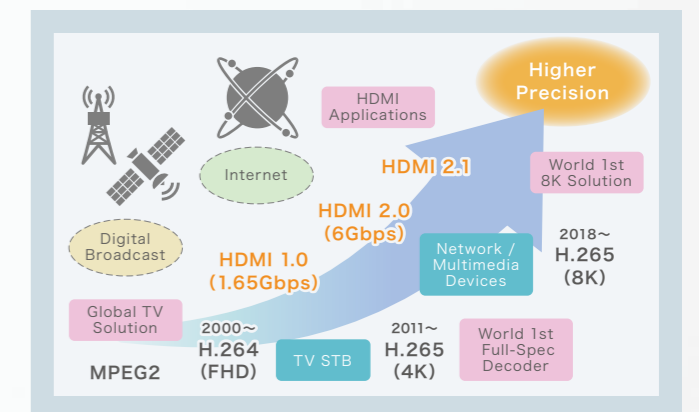 Higher
Precision
HDMI
Applications
HDMI 2.1
World 1st
8K Solution
Internet
HDMI 2.0
(6Gbps)
Digital
Broadcast
HDMI 1.0
(1.65Gbps)
Network /
Multimedia
Devices
2018~
H.265
(8K)
Global TV
Solution
MPEG2
2000~
H.264
(FHD)
TV STB
2011~
H.265
(4K)
World 1st
Full-Spec
Decoder